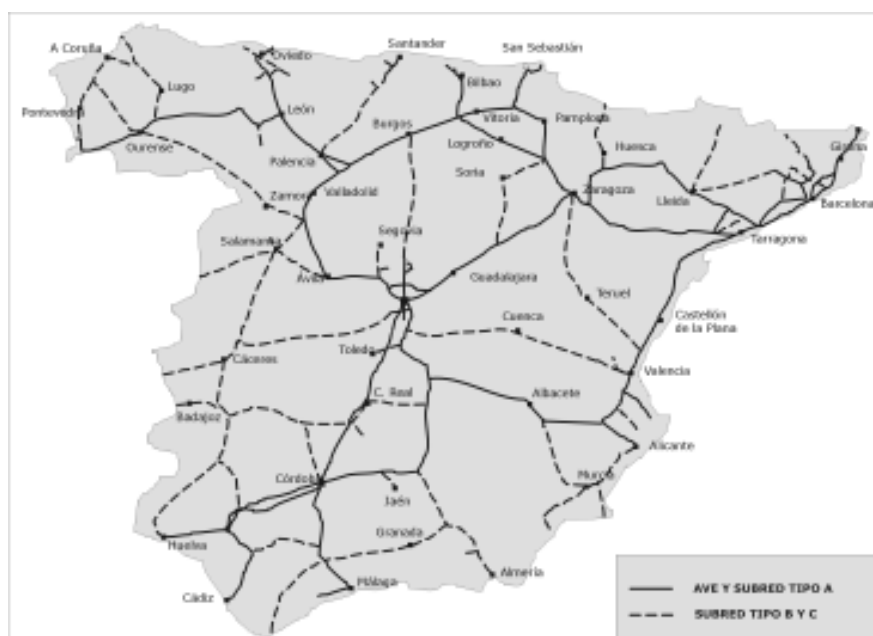 A Coruña
Oviedo
Santander
San Sebastián
Lugo
Bilbao
León
Pontevedra
Vitoria
Pamplona
Burgos
Ourense
Logroño
Huesca
Girona
Palencia
Soria
Zamora
Valladolid
Zaragoza
Lleida
Barcelona
Segovia
Salamanca
Tarragona
Ávila
Guadalajara
Teruel
Castellón
de la Plana
Cuenca
Toledo
Cáceres
Valencia
C. Real
Albacete
Badajoz
Alicante
Córdoba
Murcia
Jaén
Granada
Huelva
Almería
Málaga
Cádiz
AVE Y SUBRED TIPO A
SUBRED TIPO B Y C